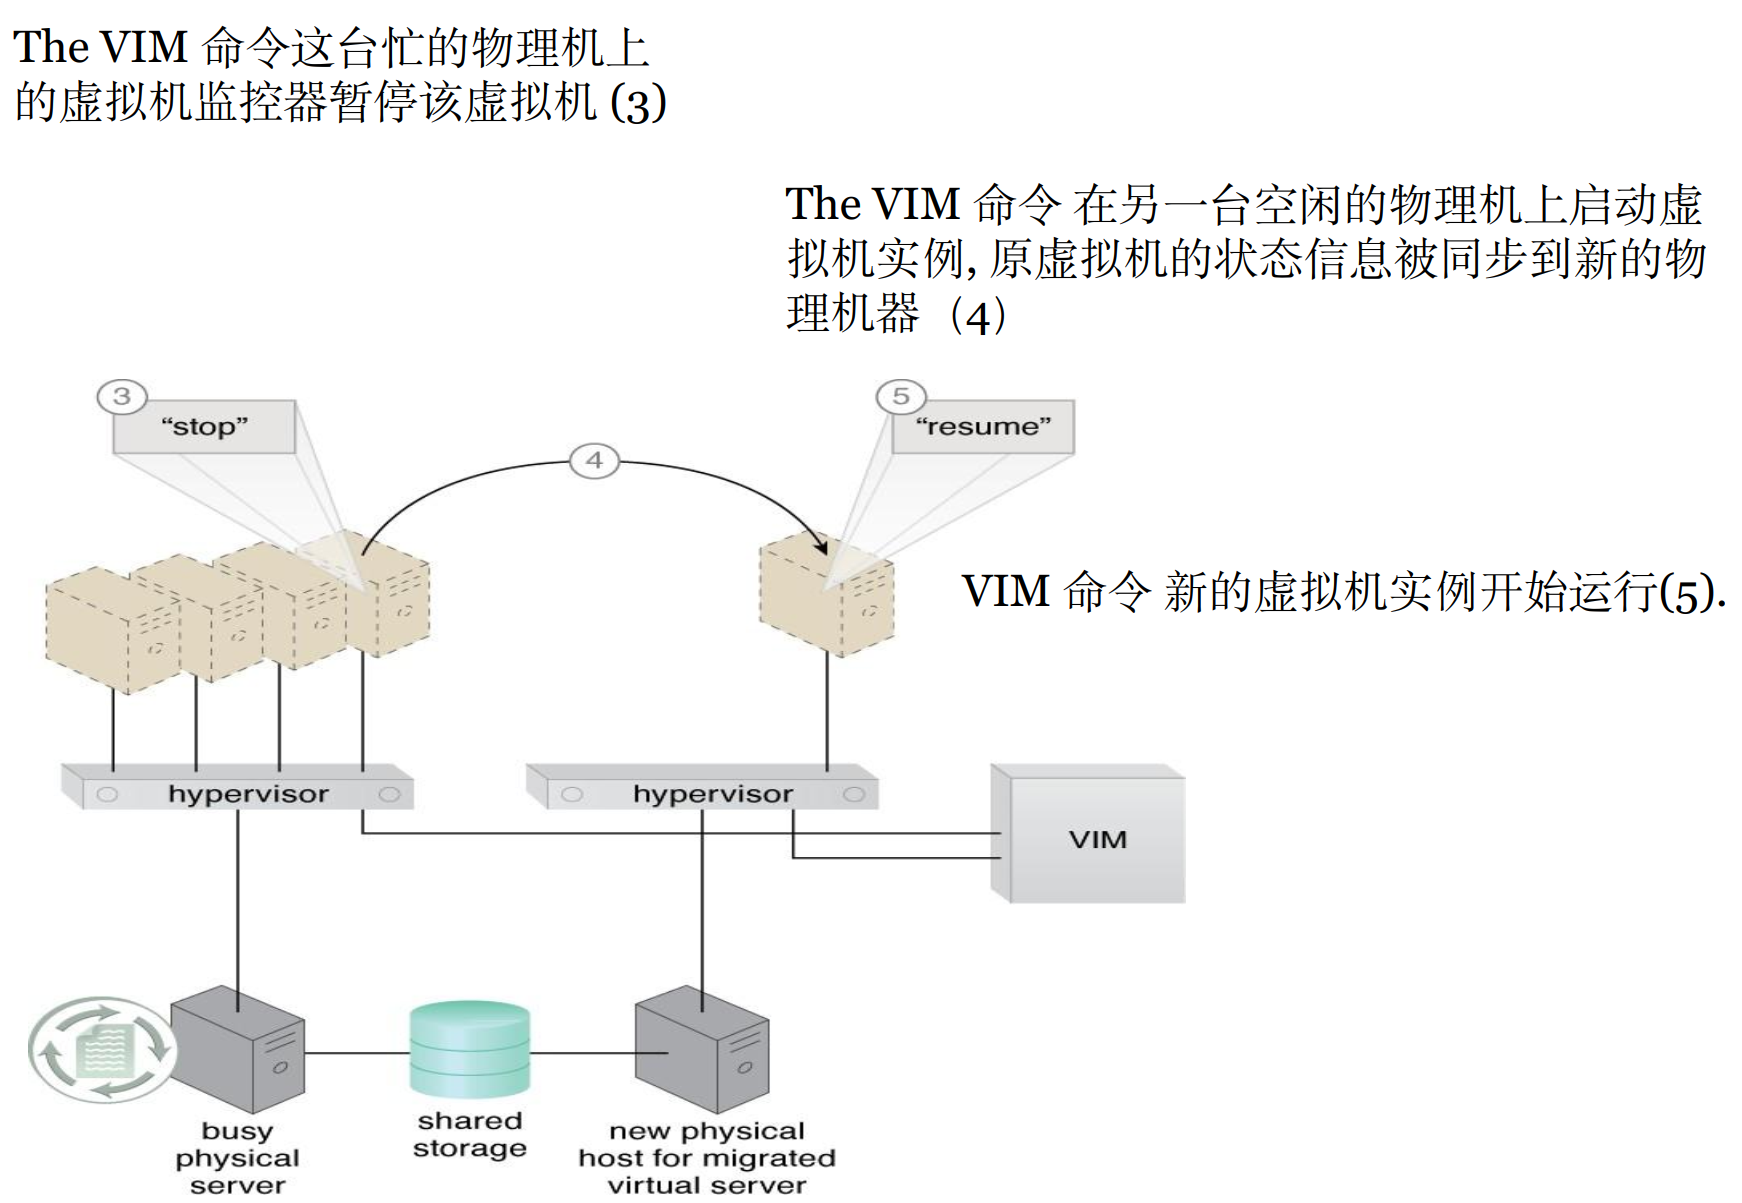 The VIM 命令这台忙的物理机上
的虚拟机监控器暂停该虚拟机 (3)
The VIM 命令 在另一台空闲的物理机上启动虚
拟机实例, 原虚拟机的状态信息被同步到新的物
理机器（4）
3
"stop"
4
5
"resume"
VIM 命令 新的虚拟机实例开始运行(5).
hypervisor
hypervisor
VIM
busy
physical
server
shared
storage
new physical
host for migrated
virtual server